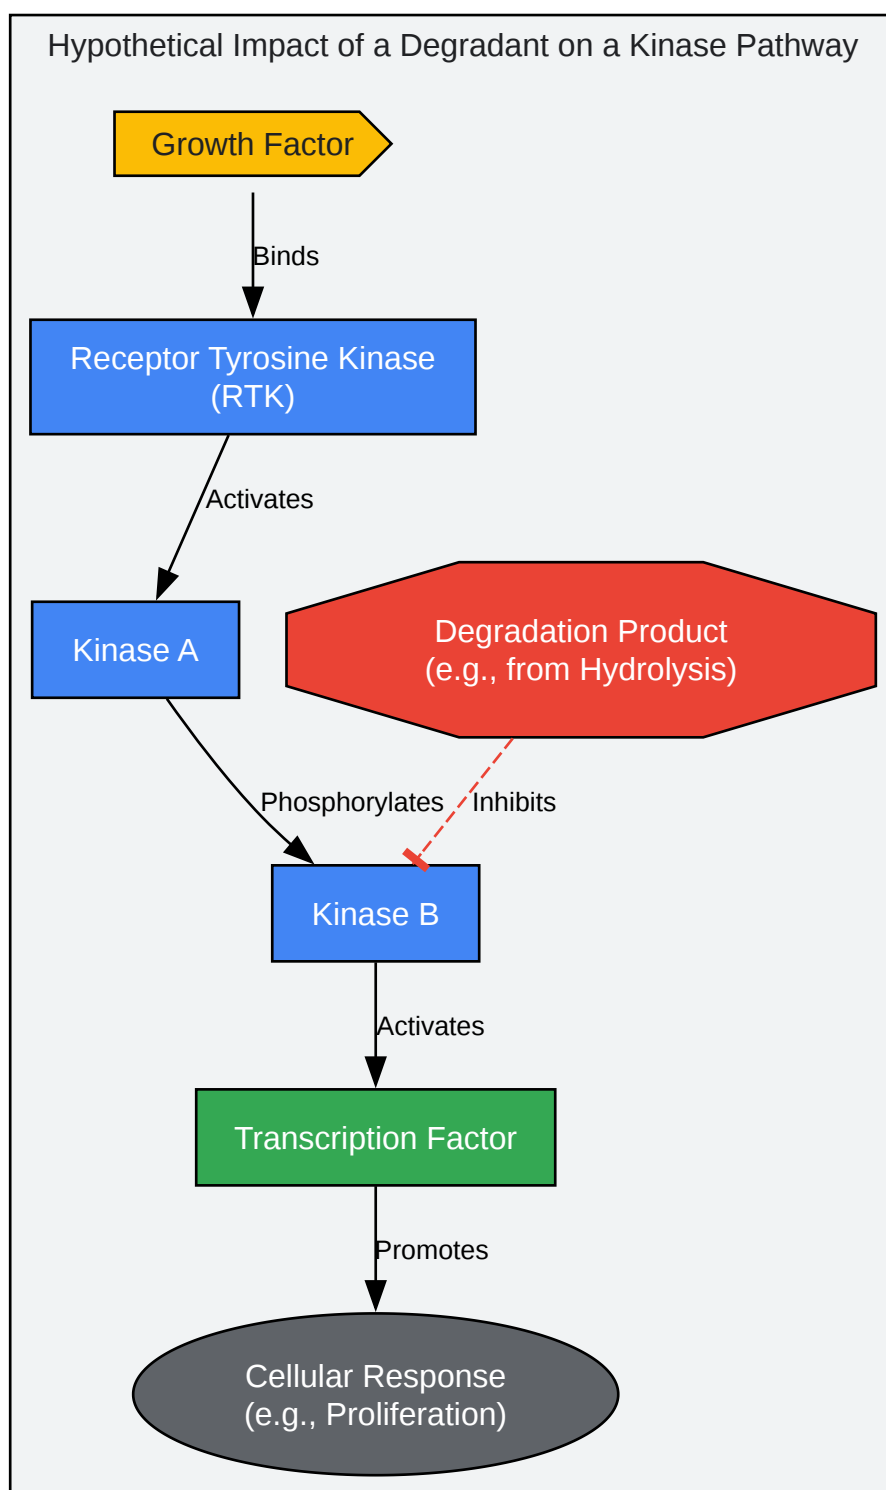 Hypothetical Impact of a Degradant on a Kinase Pathway
Growth Factor
Binds
Receptor Tyrosine Kinase
(RTK)
Activates
Kinase A
Degradation Product
(e.g., from Hydrolysis)
Phosphorylates
Inhibits
Kinase B
Activates
Transcription Factor
Promotes
Cellular Response
(e.g., Proliferation)